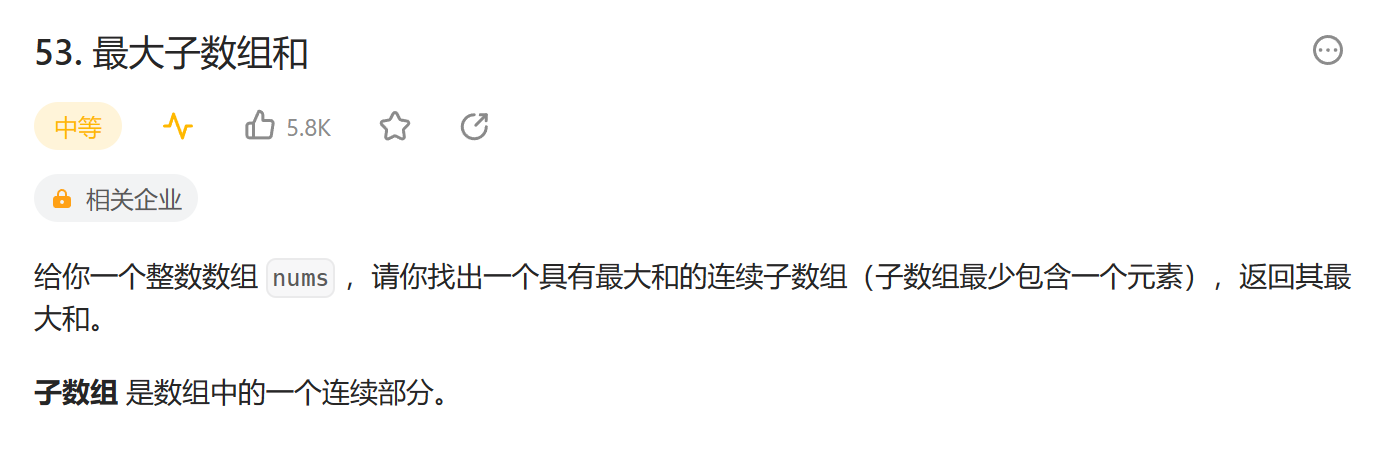 53. 最大子数组和
中等
5.8K
相关企业
给你一个整数数组 nums ，请你找出一个具有最大和的连续子数组（子数组最少包含一个元素），返回其最
大和。
子数组 是数组中的一个连续部分。